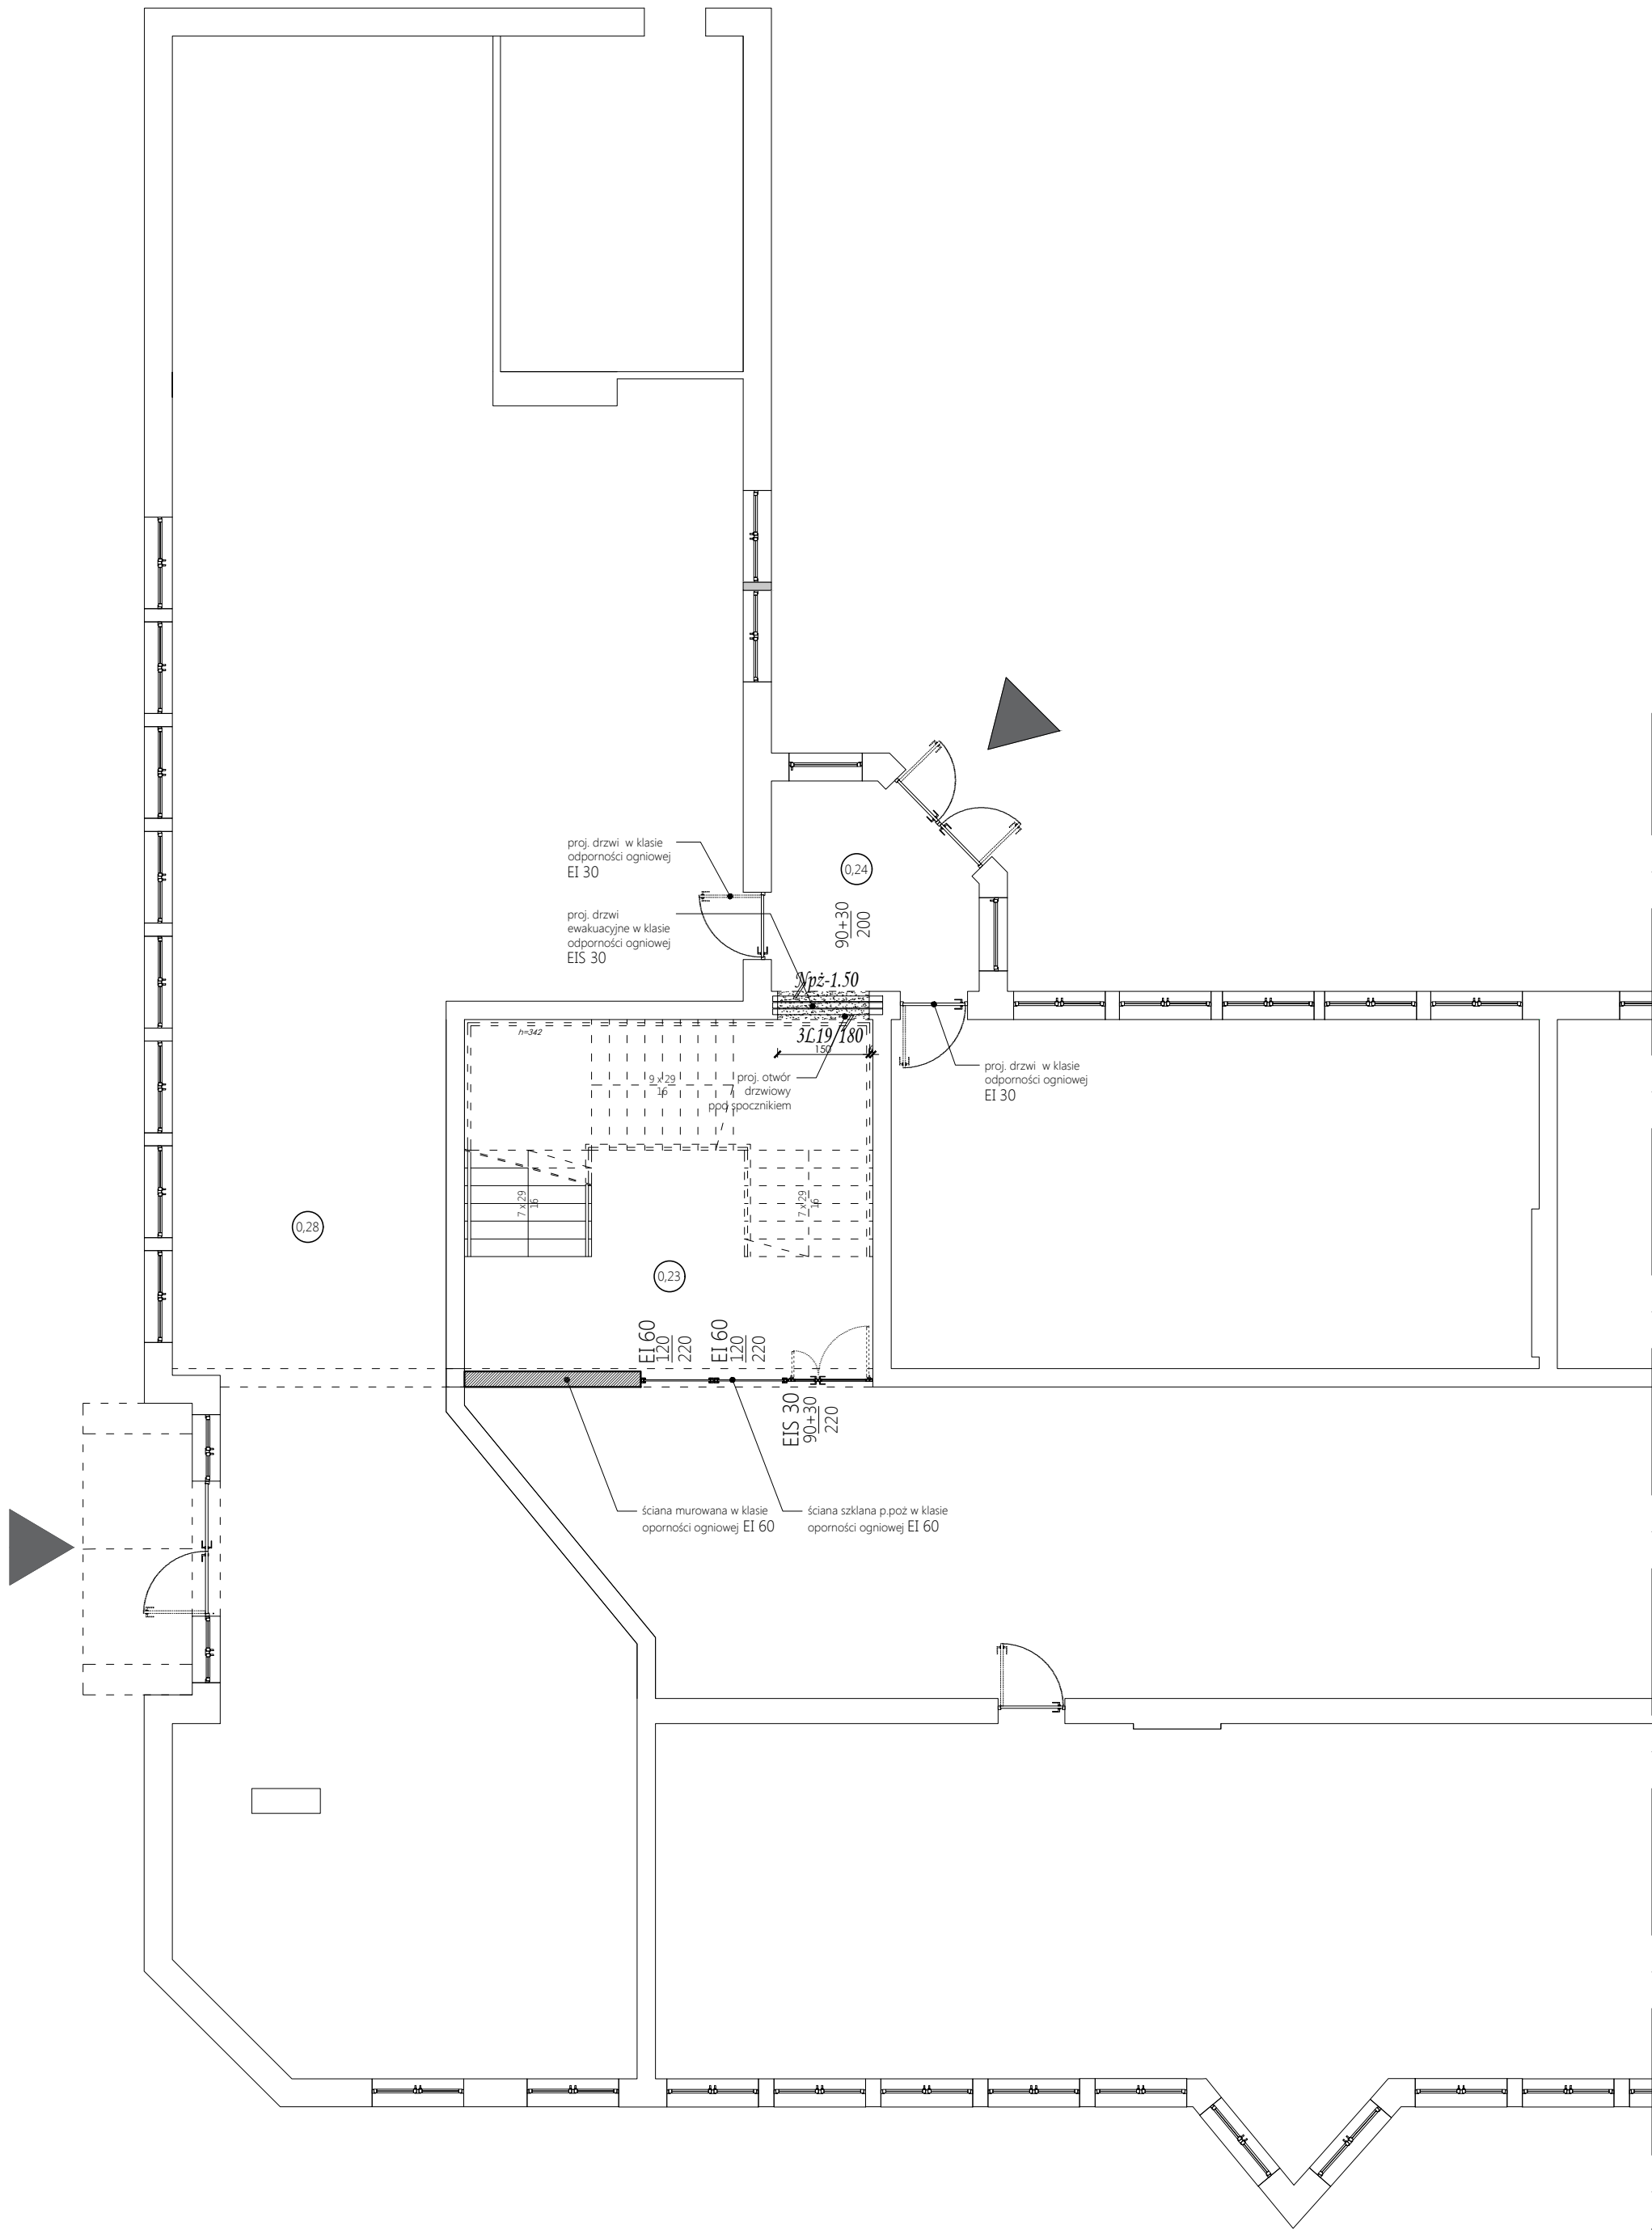 proj. drzwi w klasie
odporności ogniowej
EI 30
0,24
90+30
200
proj. drzwi
ewakuacyjne w klasie
odporności ogniowej
EIS 30
Npż-1.50
h=342
3L19/180
150
9 x 29
16
proj. otwór
drzwiowy
pod spocznikiem
proj. drzwi w klasie
odporności ogniowej
EI 30
7 x 29
16
7 x 29
16
0,28
0,23
EI 60
120
220
EI 60
120
220
EIS 30
90+30
220
ściana murowana w klasie
oporności ogniowej EI 60
ściana szklana p.poż w klasie
oporności ogniowej EI 60